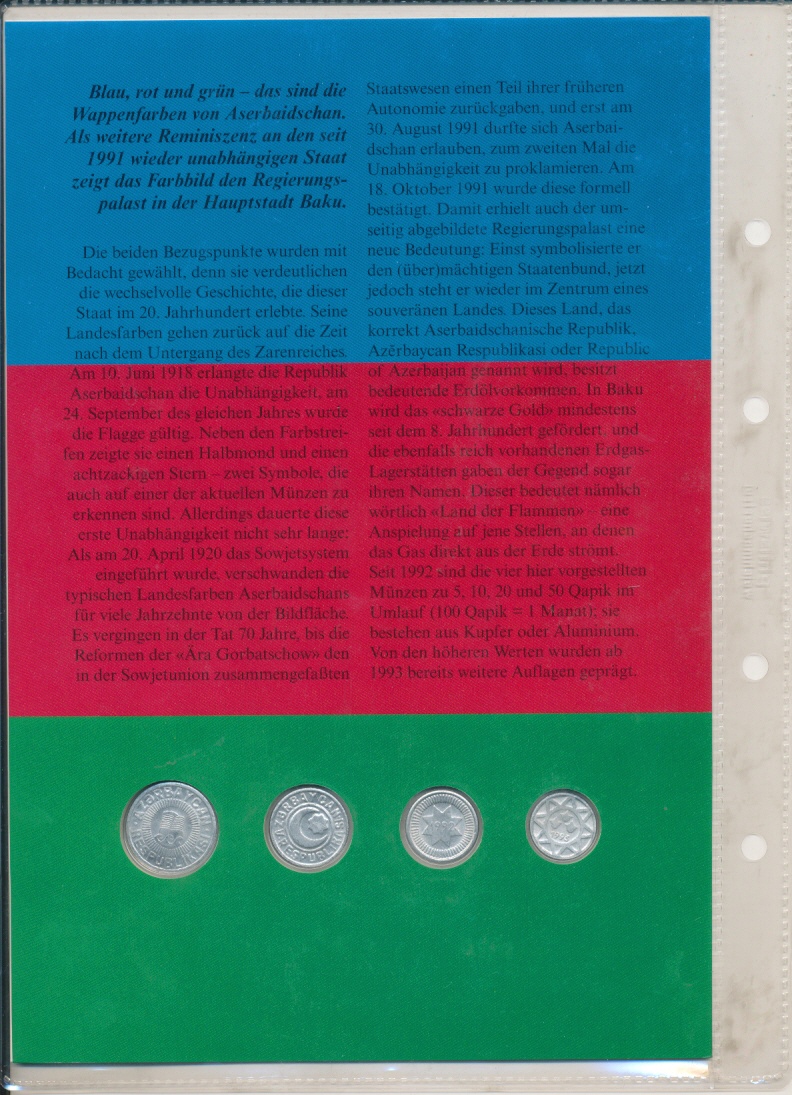 Blau, rot und grün – das sind die
Wappenfarben von Aserbaidschan.
Als weitere Reminiszenz an den seit
1991 wieder unabhängigen Staat
zeigt das Farbbild den Regierungs-
palast in der Hauptstadt Baku.
Die beiden Bezugspunkte wurden mit
Bedacht gewählt, denn sie verdeutlichen
die wechselvolle Geschichte, die dieser
Staat im 20. Jahrhundert erlebte. Seine
Landesfarben gehen zurück auf die Zeit
nach dem Untergang des Zarenreiches.
Am 10. Juni 1918 erlangte die Republik
Aserbaidschan die Unabhängigkeit, am
24. September des gleichen Jahres wurde
die Flagge gültig. Neben den Farbstrei-
fen zeigte sie einen Halbmond und einen
achtzackigen Stern – zwei Symbole, die
auch auf einer der aktuellen Münzen zu
erkennen sind. Allerdings dauerte diese
erste Unabhängigkeit nicht sehr lange:
Als am 20. April 1920 das Sowjetsystem
eingeführt wurde, verschwanden die
typischen Landesfarben Aserbaidschans
für viele Jahrzehnte von der Bildfläche.
Es vergingen in der Tat 70 Jahre, bis die
Reformen der «Ära Gorbatschow» den
in der Sowjetunion zusammengefaßten
Staatswesen einen Teil ihrer früheren
Autonomie zurückgaben, und erst am
30. August 1991 durfte sich Aserbai-
dschan erlauben, zum zweiten Mal die
Unabhängigkeit zu proklamieren. Am
18. Oktober 1991 wurde diese formell
bestätigt. Damit erhielt auch der um-
seitig abgebildete Regierungspalast eine
neue Bedeutung: Einst symbolisierte er
den (über)mächtigen Staatenbund, jetzt
jedoch steht er wieder im Zentrum eines
souveränen Landes. Dieses Land, das
korrekt Aserbaidschanische Republik,
Azërbaycan Respublikasi oder Republic
of Azerbaijan genannt wird, besitzt
bedeutende Erdölvorkommen. In Baku
wird das «schwarze Gold» mindestens
seit dem 8. Jahrhundert gefördert, und
die ebenfalls reich vorhandenen Erdgas-
Lagerstätten gaben der Gegend sogar
ihren Namen. Dieser bedeutet nämlich
wörtlich «Land der Flammen» – eine
Anspielung auf jene Stellen, an denen
das Gas direkt aus der Erde strömt.
Seit 1992 sind die vier hier vorgestellten
Münzen zu 5, 10, 20 und 50 Qapik im
Umlauf (100 Qapik = 1 Manat); sie
bestehen aus Kupfer oder Aluminium.
Von den höheren Werten wurden ab
1993 bereits weitere Auflagen geprägt.